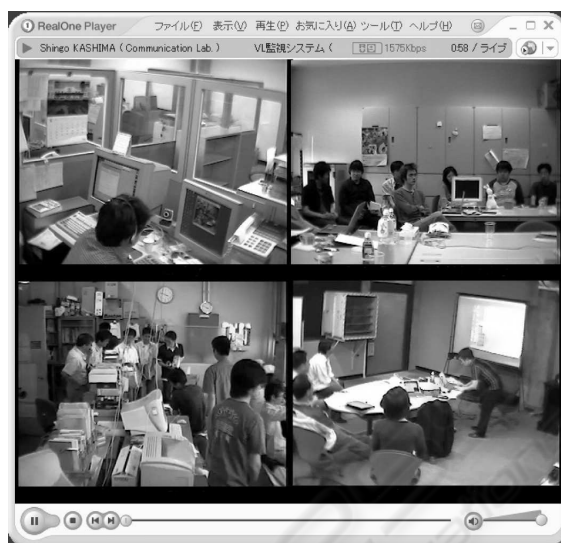 RealOne Player ファイル(F) 表示(V) 再生(P) お気に入り(A) ツール(T) ヘルプ(H)
Shingo KASHIMA ( Communication Lab. ) VL監視システム ( 1575Kbps 0:58 / ライブ